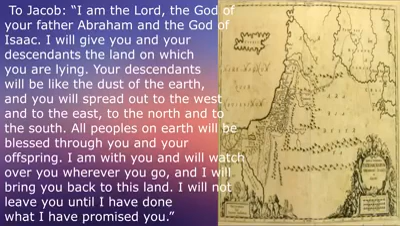 To Jacob: “I am the Lord, the God of
your father Abraham and the God of
Isaac. I will give you and your
descendants the land on which
you are lying. Your descendants
will be like the dust of the earth,
and you will spread out to the west
and to the east, to the north and to
the south. All peoples on earth will be
blessed through you and your
offspring. I am with you and will watch
over you wherever you go, and I will
bring you back to this land. I will not
leave you until I have done
what I have promised you.”